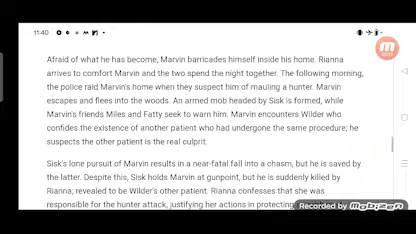 11:40
Afraid of what he has become, Marvin barricades himself inside his home. Rianna
arrives to comfort Marvin and the two spend the night together. The following morning,
the police raid Marvin's home when they suspect him of mauling a hunter. Marvin
escapes and flees into the woods. An armed mob headed by Sisk is formed, while
Marvin's friends Miles and Fatty seek to warn him. Marvin encounters Wilder who
confides the existence of another patient who had undergone the same procedure; he
suspects the other patient is the real culprit.
Sisk's lone pursuit of Marvin results in a near-fatal fall into a chasm, but he is saved by
the latter. Despite this, Sisk holds Marvin at gunpoint, but he is suddenly killed by
Rianna; revealed to be Wilder's other patient. Rianna confesses that she was
responsible for the hunter attack, justifying her actions in protecting
Recorded by Mobizen